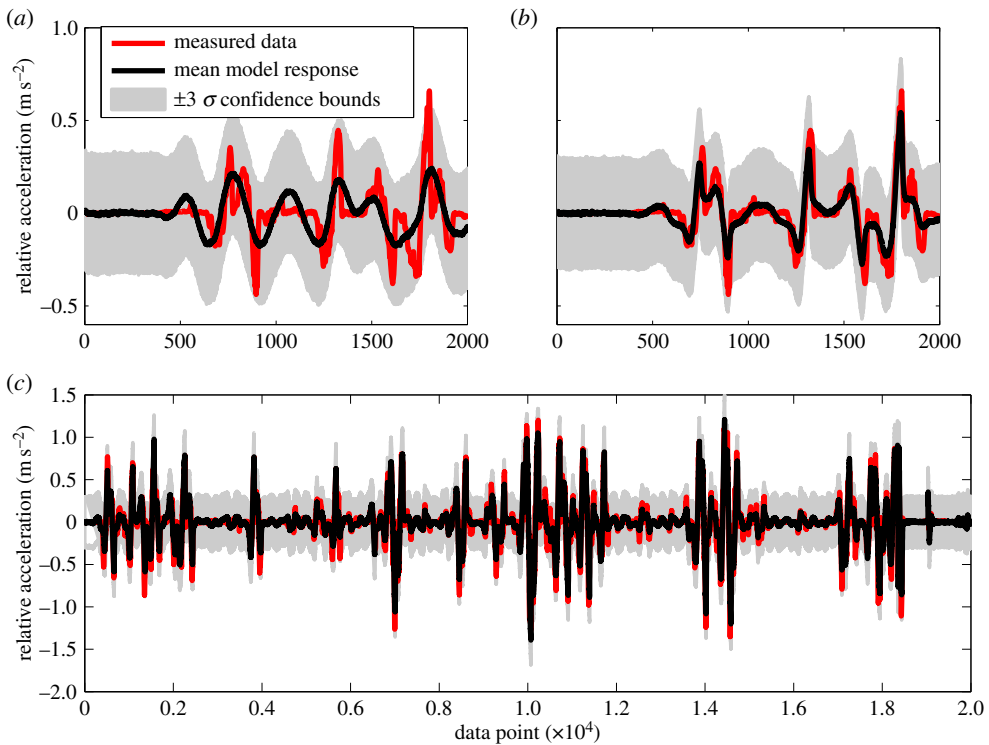 (a)
(b)
1.0
0.5
0
−0.5
relative acceleration (m s−2)
measured data
mean model response
±3 σ confidence bounds
0 500 1000 1500 2000
0 500 1000 1500 2000
(c)
1.5
1.0
0.5
0
−0.5
−1.0
−1.5
−2.0
relative acceleration (m s−2)
0 0.2 0.4 0.6 0.8 1.0 1.2 1.4 1.6 1.8 2.0
data point (×10⁴)